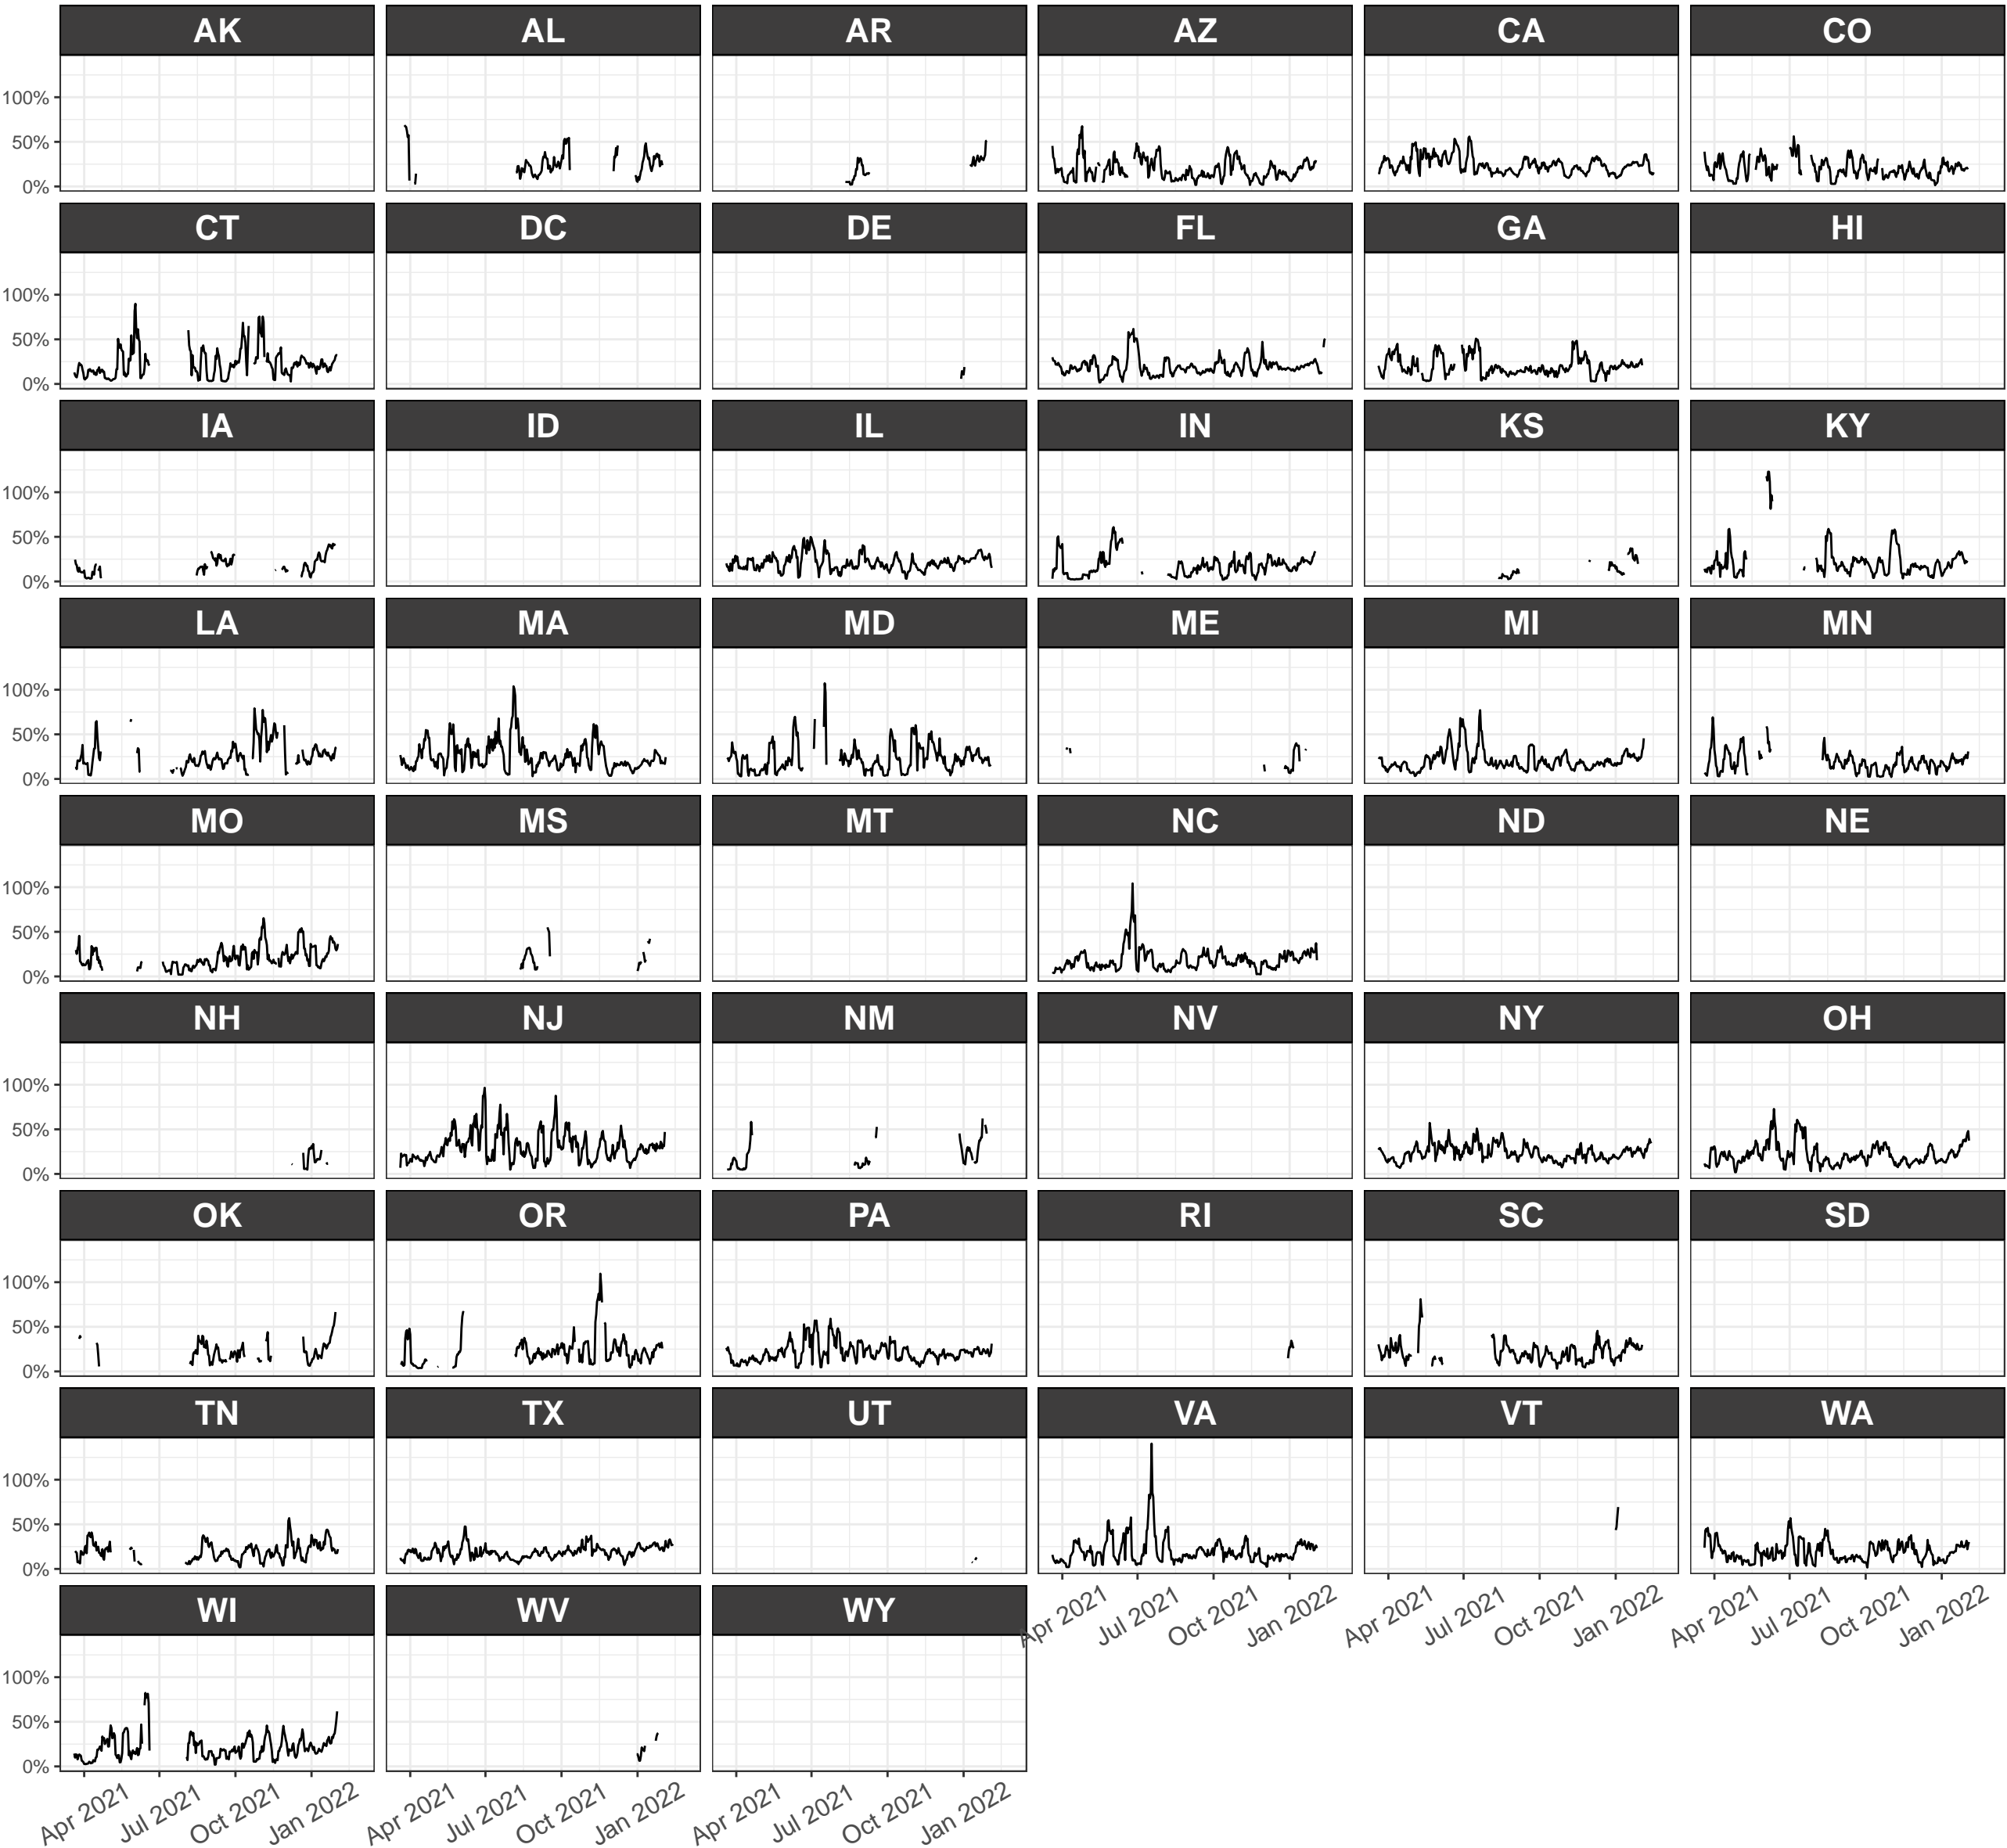 AK AL AR AZ CA CO
100%
50%
0%
CT DC DE FL GA HI
100%
50%
0%
IA ID IL IN KS KY
100%
50%
0%
LA MA MD ME MI MN
100%
50%
0%
MO MS MT NC ND NE
100%
50%
0%
NH NJ NM NV NY OH
100%
50%
0%
OK OR PA RI SC SD
100%
50%
0%
TN TX UT VA VT WA
100%
50%
0%
Apr 2021 Jul 2021 Oct 2021 Jan 2022 Apr 2021 Jul 2021 Oct 2021 Jan 2022 Apr 2021 Jul 2021 Oct 2021 Jan 2022
WI WV WY
100%
50%
0%
Apr 2021 Jul 2021 Oct 2021 Jan 2022 Apr 2021 Jul 2021 Oct 2021 Jan 2022 Apr 2021 Jul 2021 Oct 2021 Jan 2022